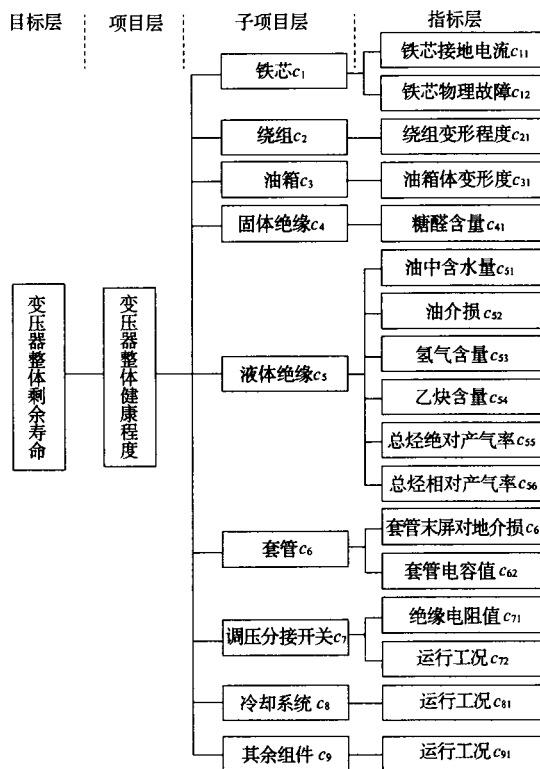 目标层 项目层 子项目层 指标层
铁芯c₁
铁芯接地电流c₁₁
铁芯物理故障c₁₂
绕组c₂
绕组变形程度c₂₁
油箱c₃
油箱体变形度c₃₁
固体绝缘c₄
糖醛含量c₄₁
变压器整体剩余寿命
变压器整体健康程度
液体绝缘c₅
油中含水量c₅₁
油介损c₅₂
氢气含量c₅₃
乙炔含量c₅₄
总烃绝对产气率c₅₅
总烃相对产气率c₅₆
套管c₆
套管末屏对地介损c₆
套管电容值c₆₂
调压分接开关c₇
绝缘电阻值c₇₁
运行工况c₇₂
冷却系统c₈
运行工况c₈₁
其余组件c₉
运行工况c₉₁